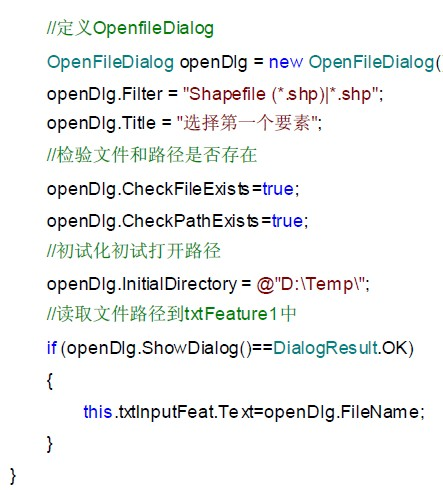 //定义OpenfileDialog
OpenFileDialog openDlg = new OpenFileDialog(
openDlg.Filter = "Shapefile (*.shp)|*.shp";
openDlg.Title = "选择第一个要素";
//检验文件和路径是否存在
openDlg.CheckFileExists=true;
openDlg.CheckPathExists=true;
//初试化初试打开路径
openDlg.InitialDirectory = @"D:\Temp\";
//读取文件路径到txtFeature1中
if (openDlg.ShowDialog()==DialogResult.OK)
{
this.txtInputFeat.Text=openDlg.FileName;
}
}